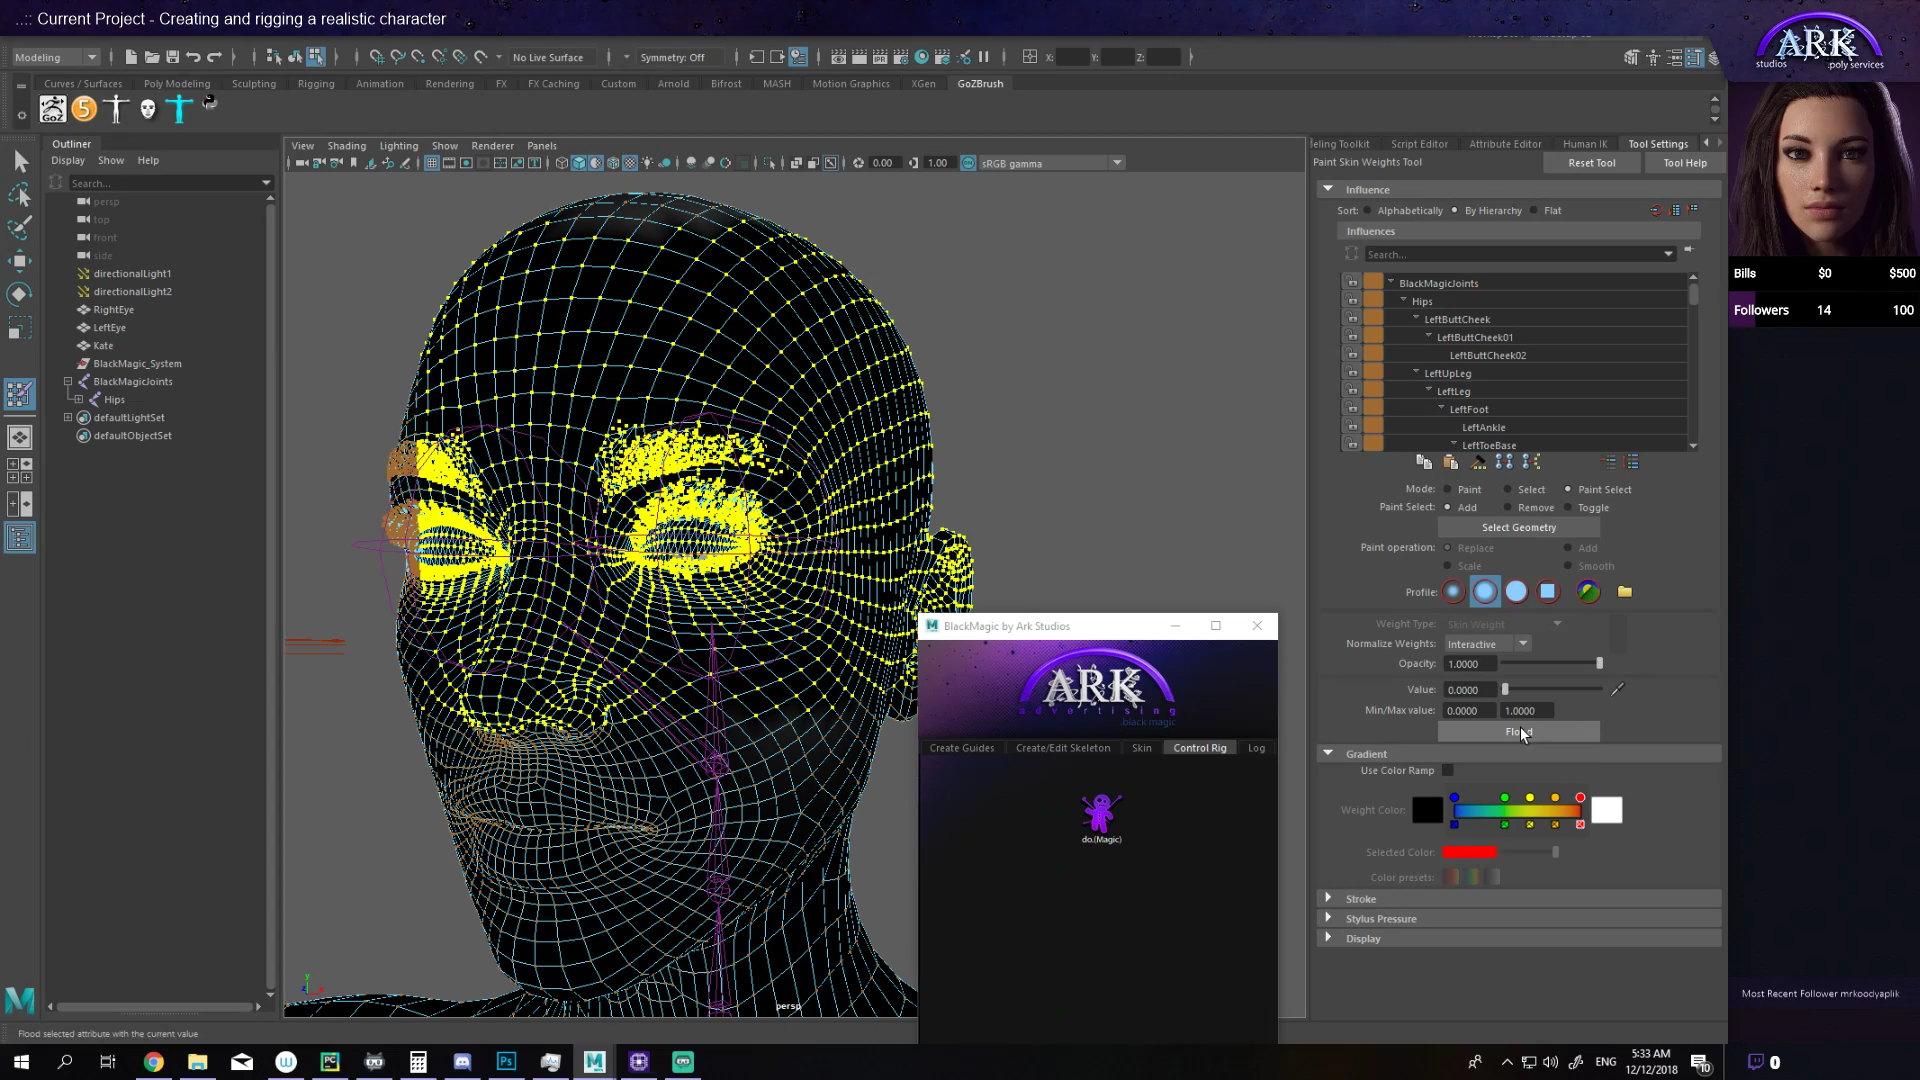 ..:: Current Project - Creating and rigging a realistic character
ARK
studios .:poly services
Modeling
No Live Surface
Symmetry: Off
X:
Y:
Z:
Curves / Surfaces
Poly Modeling
Sculpting
Rigging
Animation
Rendering
FX
FX Caching
Custom
Arnold
Bifrost
MASH
Motion Graphics
XGen
GoZBrush
GoZ
5
Outliner
Display Show Help
Search...
persp
top
front
side
directionalLight1
directionalLight2
RightEye
LeftEye
Kate
BlackMagic_System
BlackMagicJoints
Hips
defaultLightSet
defaultObjectSet
View Shading Lighting Show Renderer Panels
0.00
1.00
sRGB gamma
persp
y
eling Toolkit
Script Editor
Attribute Editor
Human IK
Tool Settings
Paint Skin Weights Tool
Reset Tool
Tool Help
Influence
Sort: Alphabetically By Hierarchy Flat
Influences
Search...
BlackMagicJoints
Hips
LeftButtCheek
LeftButtCheek01
LeftButtCheek02
LeftUpLeg
LeftLeg
LeftFoot
LeftAnkle
LeftToeBase
Mode: Paint Select Paint Select
Paint Select: Add Remove Toggle
Select Geometry
Paint operation: Replace Add
Scale Smooth
Profile:
Weight Type: Skin Weight
Normalize Weights: Interactive
Opacity: 1.0000
Value: 0.0000
Min/Max value: 0.0000 1.0000
Gradient
Use Color Ramp
Weight Color:
Selected Color:
Color presets:
Stroke
Stylus Pressure
Display
BlackMagic by Ark Studios
ARK
advertising
.black magic
Create Guides
Create/Edit Skeleton
Skin
Control Rig
Log
do.(Magic)
Bills $0 $500
Followers 14 100
Most Recent Follower mrkoodyaplik
Flood selected attribute with the current value
ENG
5:33 AM
12/12/2018
10
0